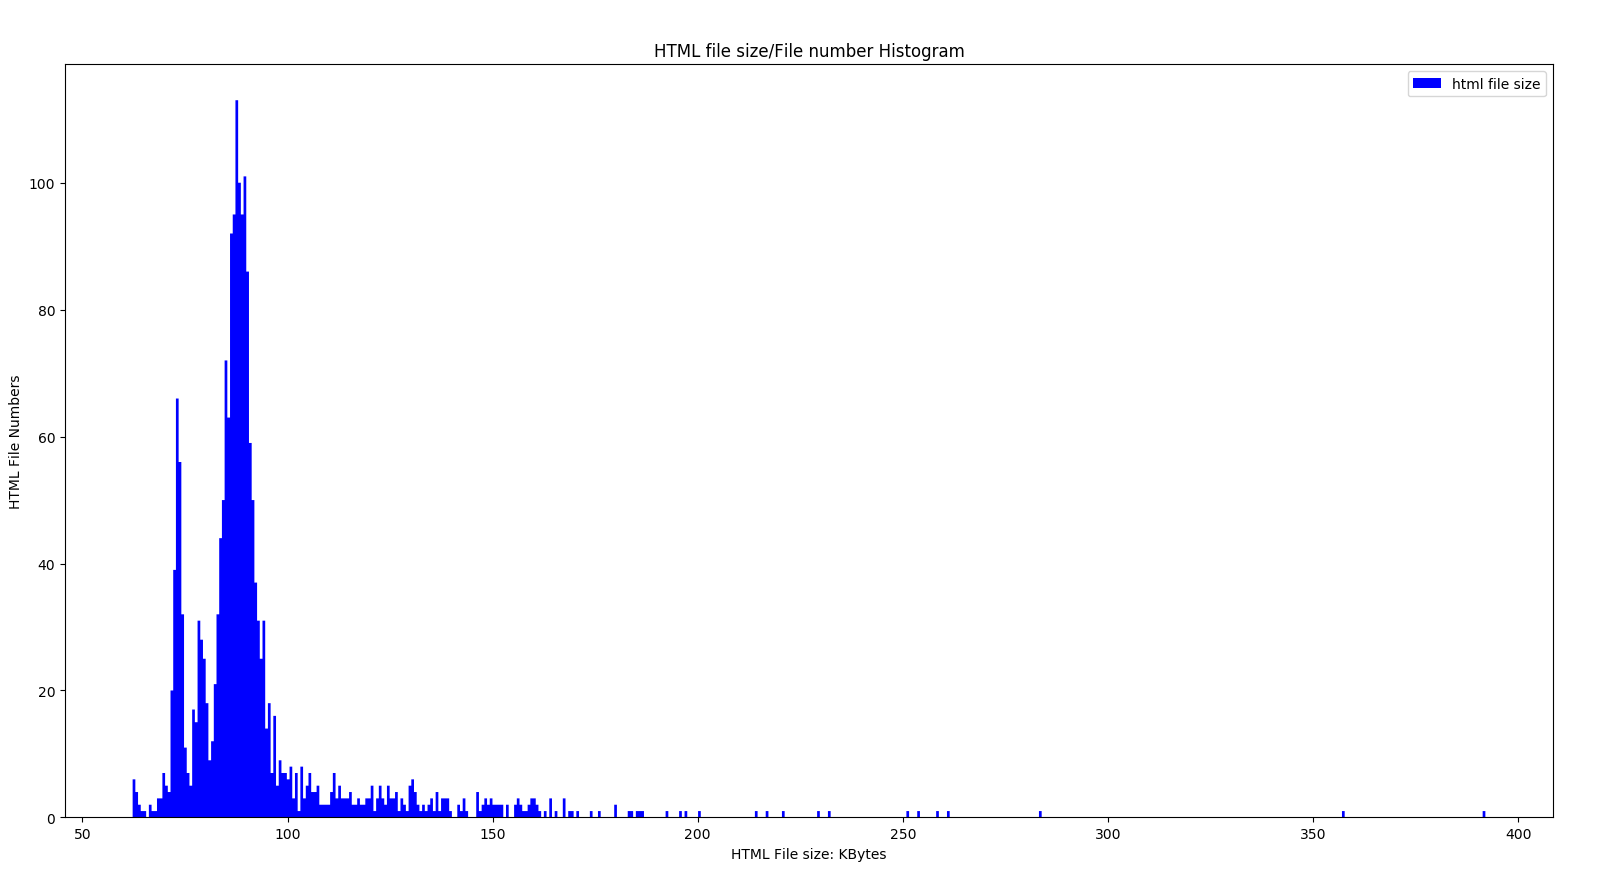 HTML file size/File number Histogram
html file size
HTML File Numbers
100
80
60
40
20
0
50 100 150 200 250 300 350 400
HTML File size: KBytes